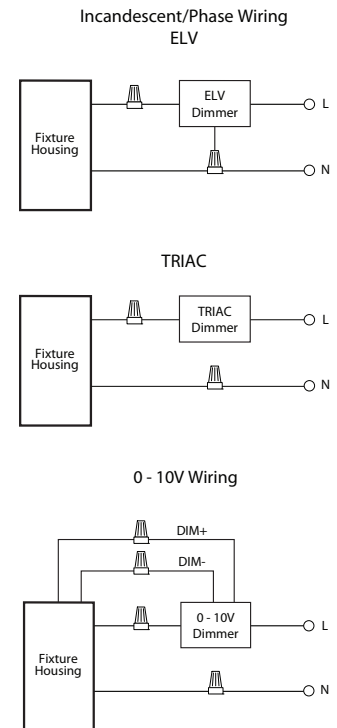 Incandescent/Phase Wiring
ELV
ELV
Dimmer
L
Fixture
Housing
N
TRIAC
TRIAC
Dimmer
L
Fixture
Housing
N
0 - 10V Wiring
DIM+
DIM-
0 - 10V
Dimmer
L
Fixture
Housing
N